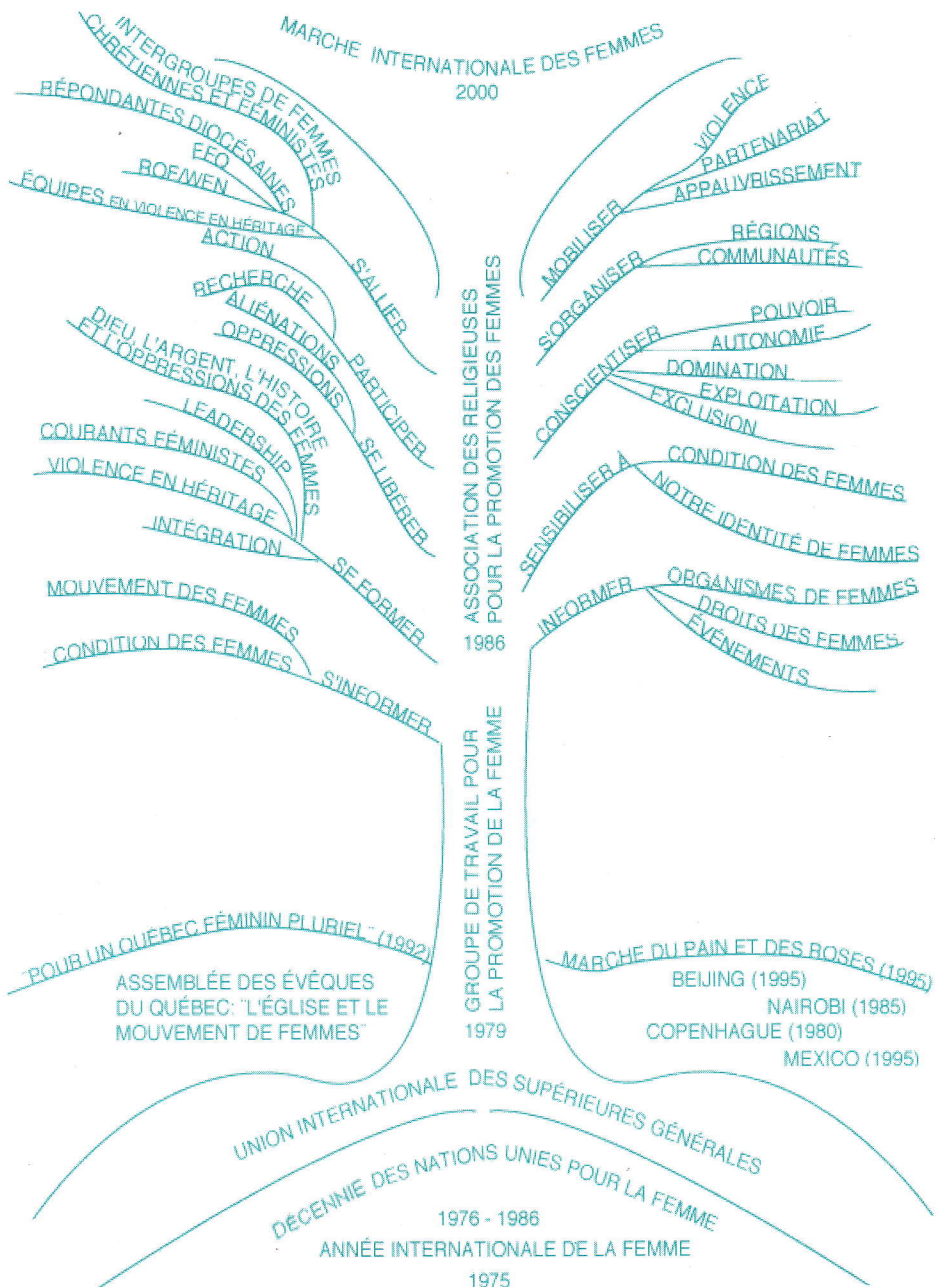 MARCHE INTERNATIONALE DES FEMMES
2000
INTERGROUPES DE FEMMES
CHRÉTIENNES ET FÉMINISTES
RÉPONDANTES DIOCÉSAINES
FFQ
ROF/WEN
ÉQUIPES EN VIOLENCE EN HÉRITAGE
S'ALLIER
ACTION
RECHERCHE
PARTICIPER
ALIÉNATIONS
OPPRESSIONS
SE LIBÉRER
DIEU, L'ARGENT, L'HISTOIRE
ET L'OPPRESSIONS DES FEMMES
LEADERSHIP
COURANTS FÉMINISTES
VIOLENCE EN HÉRITAGE
INTÉGRATION
SE FORMER
MOUVEMENT DES FEMMES
CONDITION DES FEMMES
S'INFORMER
VIOLENCE
PARTENARIAT
APPAUVRISSEMENT
MOBILISER
RÉGIONS
COMMUNAUTÉS
S'ORGANISER
POUVOIR
AUTONOMIE
DOMINATION
EXPLOITATION
EXCLUSION
CONSCIENTISER
CONDITION DES FEMMES
NOTRE IDENTITÉ DE FEMMES
SENSIBILISER À
ORGANISMES DE FEMMES
DROITS DES FEMMES
ÉVÉNEMENTS
INFORMER
ASSOCIATION DES RELIGIEUSES
POUR LA PROMOTION DES FEMMES
1986
GROUPE DE TRAVAIL POUR
LA PROMOTION DE LA FEMME
1979
"POUR UN QUÉBEC FÉMININ PLURIEL" (1992)
ASSEMBLÉE DES ÉVÊQUES
DU QUÉBEC: "L'ÉGLISE ET LE
MOUVEMENT DE FEMMES"
MARCHE DU PAIN ET DES ROSES (1995)
BEIJING (1995)
NAIROBI (1985)
COPENHAGUE (1980)
MEXICO (1995)
UNION INTERNATIONALE DES SUPÉRIEURES GÉNÉRALES
DÉCENNIE DES NATIONS UNIES POUR LA FEMME
1976 - 1986
ANNÉE INTERNATIONALE DE LA FEMME
1975